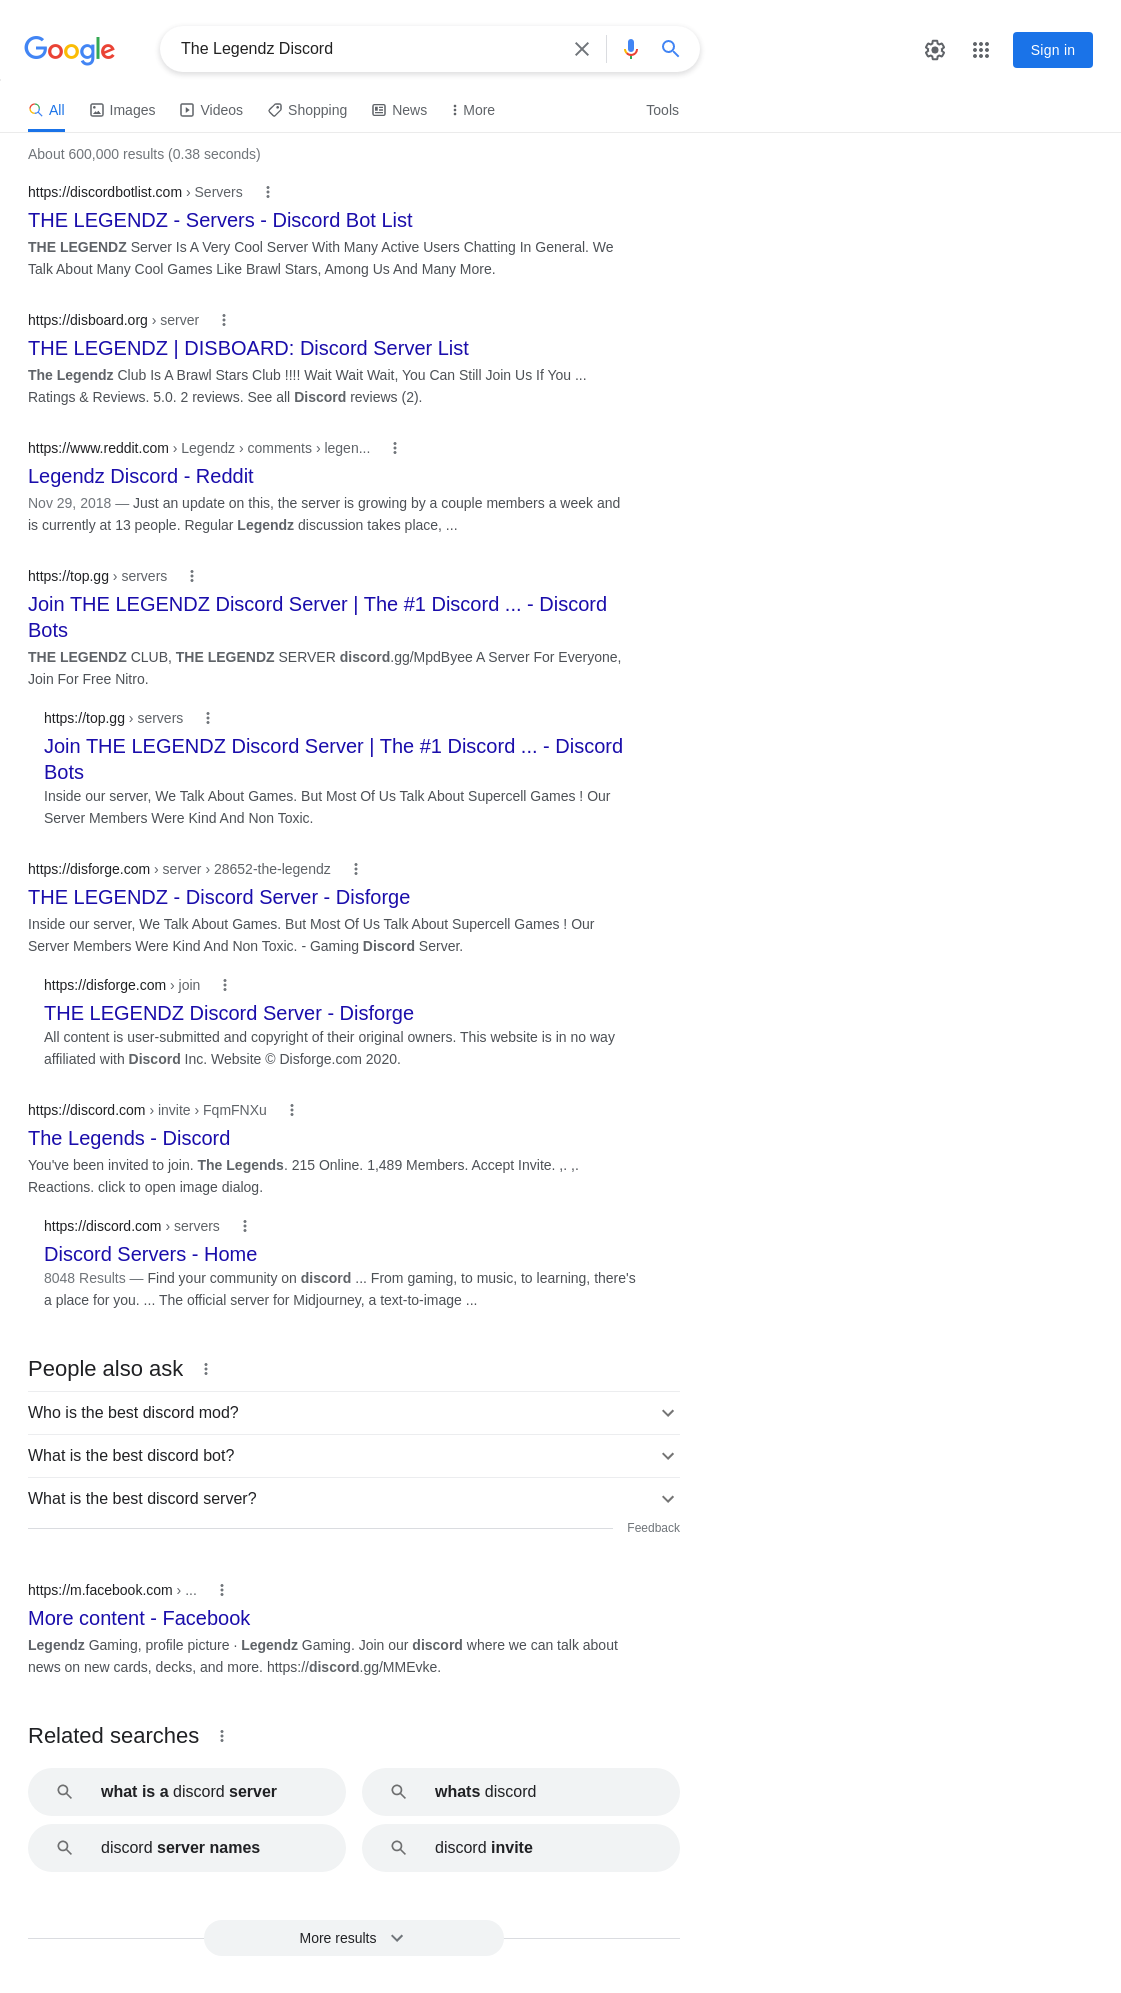 Google
The Legendz Discord
Sign in
All Images Videos Shopping News More Tools
About 600,000 results (0.38 seconds)
https://discordbotlist.com › Servers
THE LEGENDZ - Servers - Discord Bot List
THE LEGENDZ Server Is A Very Cool Server With Many Active Users Chatting In General. We
Talk About Many Cool Games Like Brawl Stars, Among Us And Many More.
https://disboard.org › server
THE LEGENDZ | DISBOARD: Discord Server List
The Legendz Club Is A Brawl Stars Club !!!! Wait Wait Wait, You Can Still Join Us If You ...
Ratings & Reviews. 5.0. 2 reviews. See all Discord reviews (2).
https://www.reddit.com › Legendz › comments › legen...
Legendz Discord - Reddit
Nov 29, 2018 — Just an update on this, the server is growing by a couple members a week and
is currently at 13 people. Regular Legendz discussion takes place, ...
https://top.gg › servers
Join THE LEGENDZ Discord Server | The #1 Discord ... - Discord
Bots
THE LEGENDZ CLUB, THE LEGENDZ SERVER discord.gg/MpdByee A Server For Everyone,
Join For Free Nitro.
https://top.gg › servers
Join THE LEGENDZ Discord Server | The #1 Discord ... - Discord
Bots
Inside our server, We Talk About Games. But Most Of Us Talk About Supercell Games ! Our
Server Members Were Kind And Non Toxic.
https://disforge.com › server › 28652-the-legendz
THE LEGENDZ - Discord Server - Disforge
Inside our server, We Talk About Games. But Most Of Us Talk About Supercell Games ! Our
Server Members Were Kind And Non Toxic. - Gaming Discord Server.
https://disforge.com › join
THE LEGENDZ Discord Server - Disforge
All content is user-submitted and copyright of their original owners. This website is in no way
affiliated with Discord Inc. Website © Disforge.com 2020.
https://discord.com › invite › FqmFNXu
The Legends - Discord
You've been invited to join. The Legends. 215 Online. 1,489 Members. Accept Invite. ,. ,.
Reactions. click to open image dialog.
https://discord.com › servers
Discord Servers - Home
8048 Results — Find your community on discord ... From gaming, to music, to learning, there's
a place for you. ... The official server for Midjourney, a text-to-image ...
People also ask
Who is the best discord mod?
What is the best discord bot?
What is the best discord server?
Feedback
https://m.facebook.com › ...
More content - Facebook
Legendz Gaming, profile picture · Legendz Gaming. Join our discord where we can talk about
news on new cards, decks, and more. https://discord.gg/MMEvke.
Related searches
what is a discord server
whats discord
discord server names
discord invite
More results